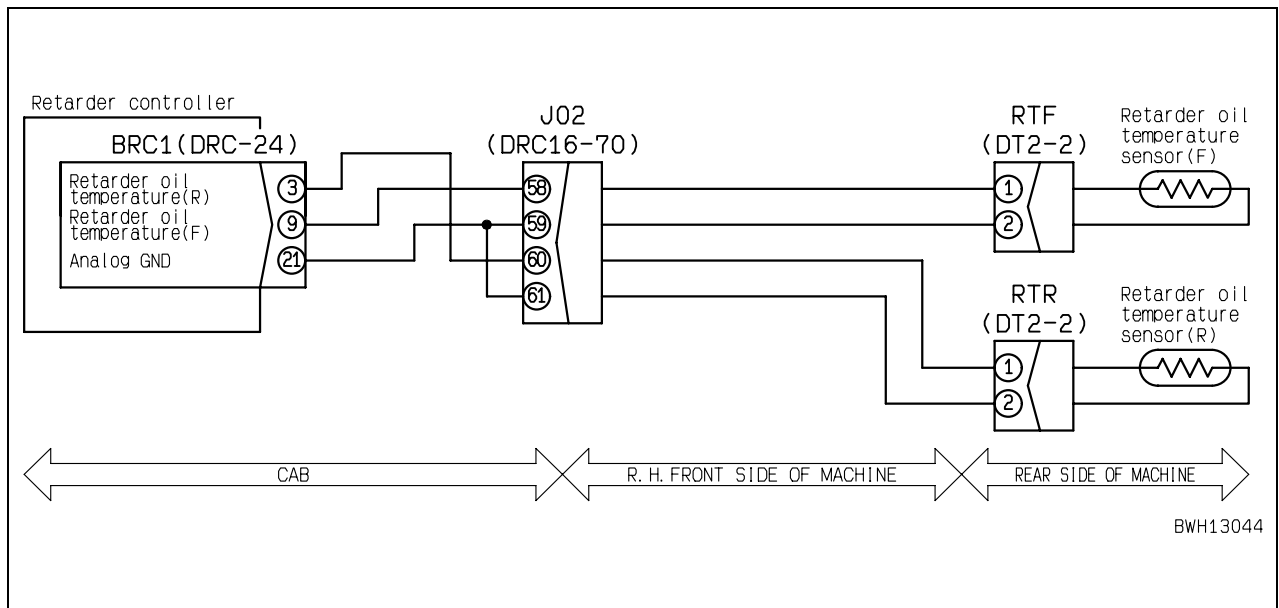 Retarder controller
BRC1(DRC-24)
Retarder oil
temperature(R)
Retarder oil
temperature(F)
Analog GND
3
9
21
J02
(DRC16-70)
58
59
60
61
RTF
(DT2-2)
1
2
Retarder oil
temperature
sensor(F)
RTR
(DT2-2)
1
2
Retarder oil
temperature
sensor(R)
CAB
R.H.FRONT SIDE OF MACHINE
REAR SIDE OF MACHINE
BWH13044